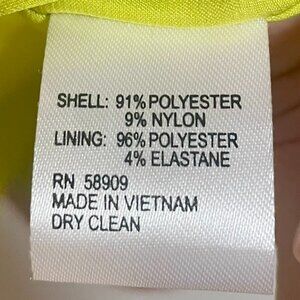 SHELL: 91% POLYESTER
9% NYLON
LINING: 96% POLYESTER
4% ELASTANE
RN 58909
MADE IN VIETNAM
DRY CLEAN